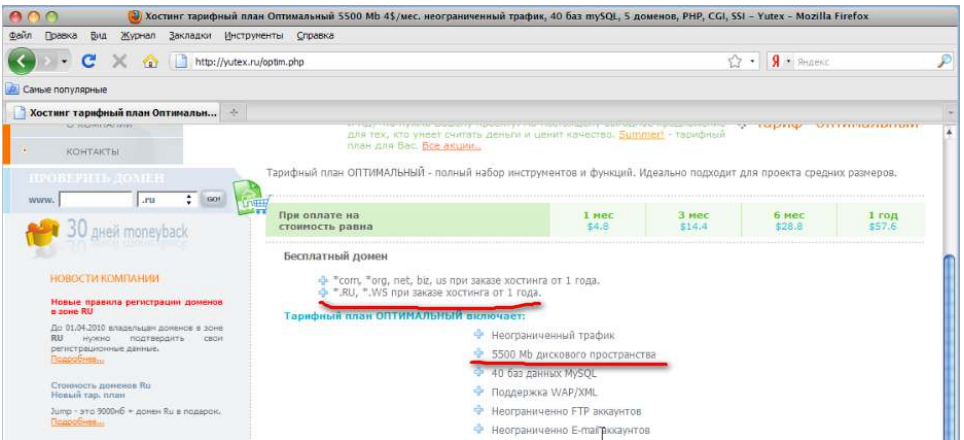 Хостинг тарифный план Оптимальный 5500 Mb 4$/мес. неограниченный трафик, 40 баз mySQL, 5 доменов, PHP, CGI, SSI – Yutex – Mozilla Firefox
Файл Правка Вид Журнал Закладки Инструменты Справка
http://yutex.ru/optim.php
Яндекс
Самые популярные
Хостинг тарифный план Оптимальн...
для тех, кто умеет считать деньги и ценит качество. Summer! - тарифный
план для Вас. Все акции...
Тариф "Оптимальный"
О КОМПАНИИ
КОНТАКТЫ
ПРОВЕРИТЬ ДОМЕН
www. .ru GO!
30 дней moneyback
НОВОСТИ КОМПАНИИ
Новые правила регистрации доменов
в зоне RU
До 01.04.2010 владельцам доменов в зоне
RU нужно подтвердить свои
регистрационные данные.
Подробнее...
Стоимость доменов Ru
Новый тар. план
Jump - это 9000мб + домен Ru в подарок.
Подробнее...
Тарифный план ОПТИМАЛЬНЫЙ - полный набор инструментов и функций. Идеально подходит для проекта средних размеров.
При оплате на 1 мес 3 мес 6 мес 1 год
стоимость равна $4.8 $14.4 $28.8 $57.6
Бесплатный домен
*com, *org, net, biz, us при заказе хостинга от 1 года.
*.RU, *.WS при заказе хостинга от 1 года.
Тарифный план ОПТИМАЛЬНЫЙ включает:
Неограниченный трафик
5500 Mb дискового пространства
40 баз данных MySQL
Поддержка WAP/XML
Неограниченно FTP аккаунтов
Неограниченно E-mail аккаунтов